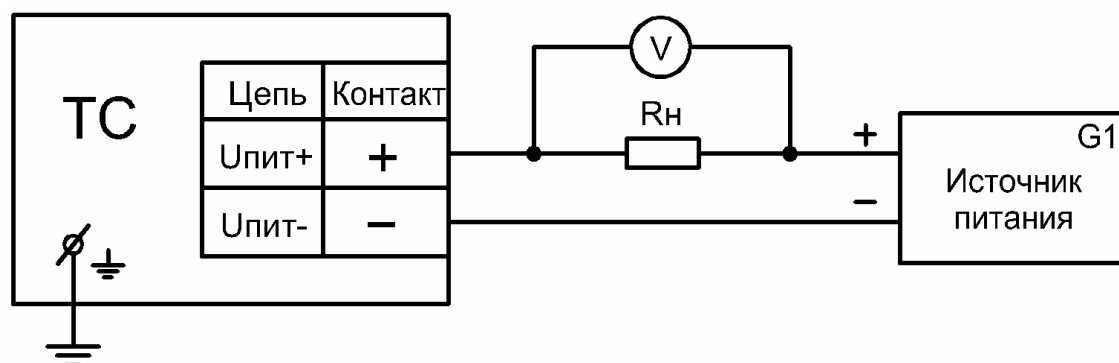 ТС
Цепь Контакт
Uпит+ +
Uпит- −
V
Rн
+
−
G1
Источник
питания